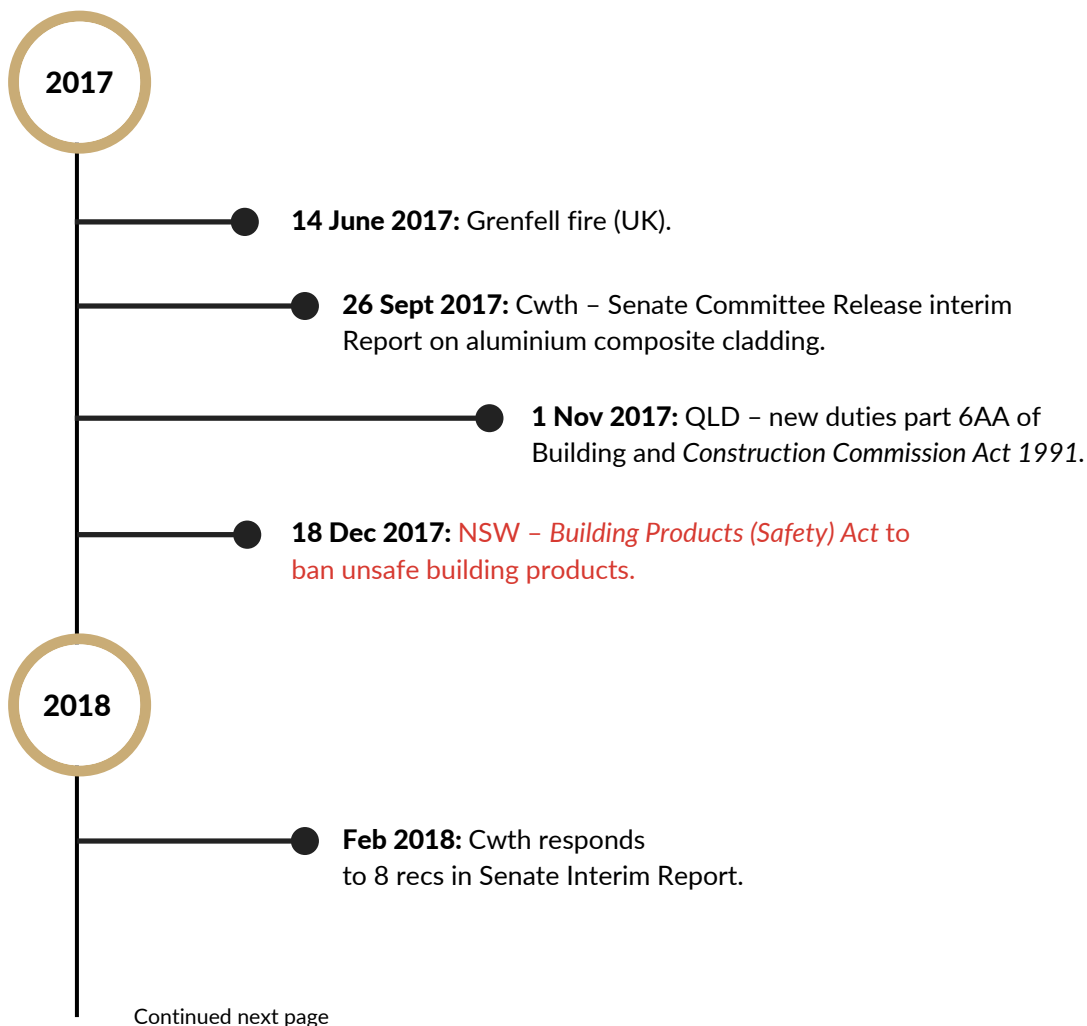 2017
14 June 2017: Grenfell fire (UK).
26 Sept 2017: Cwth – Senate Committee Release interim
Report on aluminium composite cladding.
1 Nov 2017: QLD – new duties part 6AA of
Building and Construction Commission Act 1991.
18 Dec 2017: NSW – Building Products (Safety) Act to
ban unsafe building products.
2018
Feb 2018: Cwth responds
to 8 recs in Senate Interim Report.
Continued next page